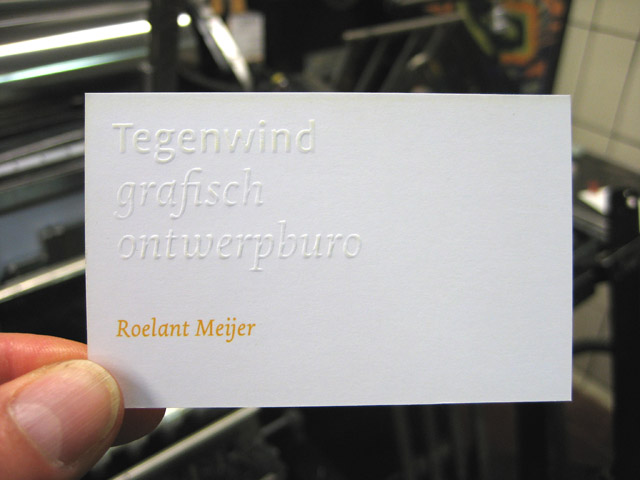 Tegenwind
grafisch
ontwerpburo
Roelant Meijer